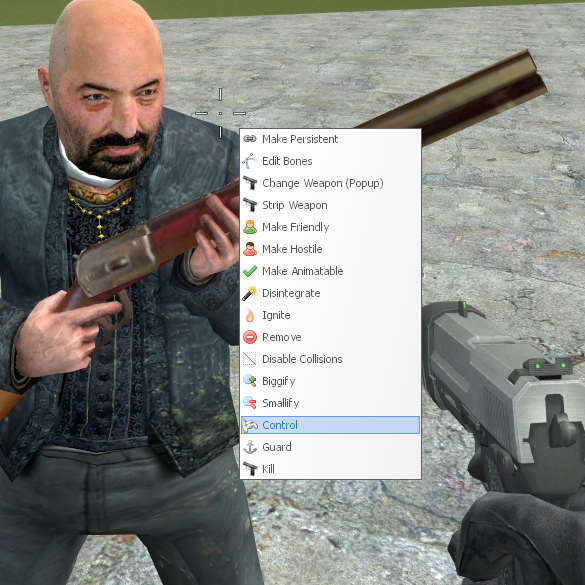 Make Persistent
Edit Bones
Change Weapon (Popup)
Strip Weapon
Make Friendly
Make Hostile
Make Animatable
Disintegrate
Ignite
Remove
Disable Collisions
Biggify
Smallify
Control
Guard
Kill